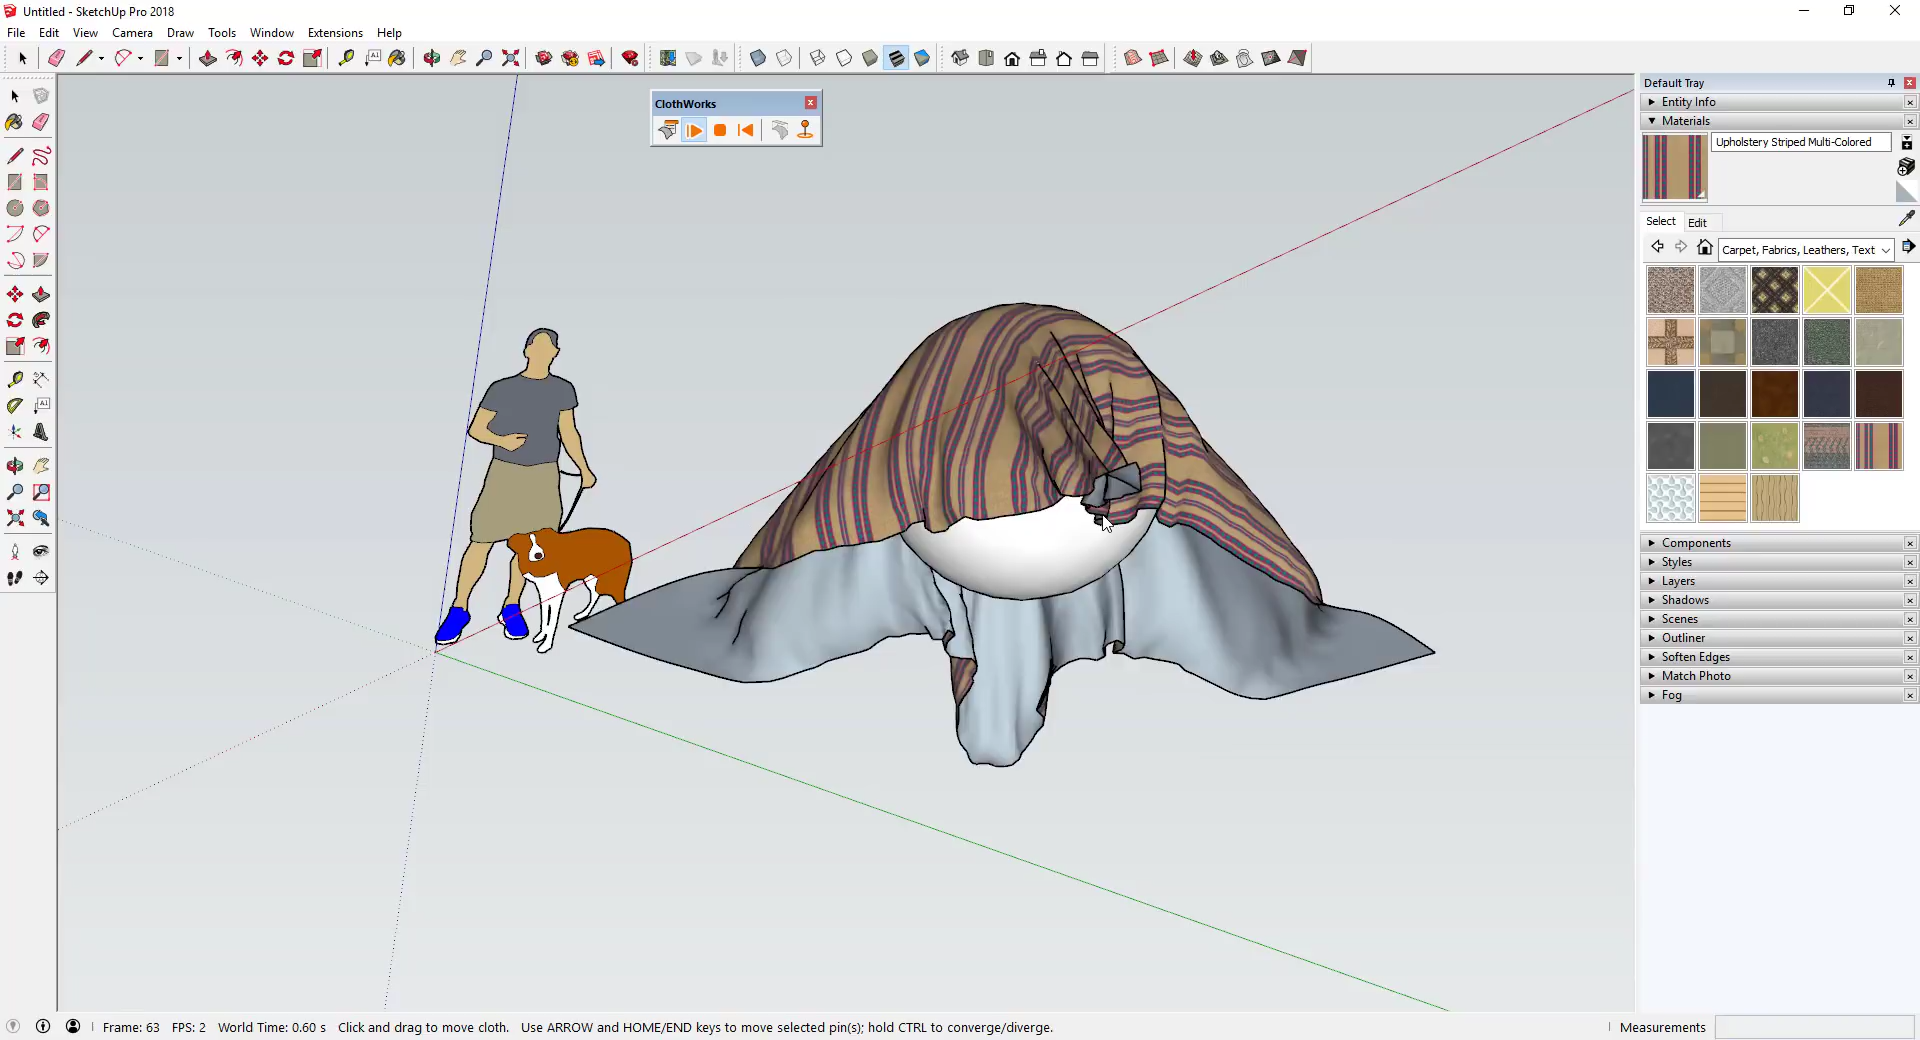 Untitled - SketchUp Pro 2018
File Edit View Camera Draw Tools Window Extensions Help
ClothWorks
Default Tray
Entity Info
Materials
Upholstery Striped Multi-Colored
Select Edit
Carpet, Fabrics, Leathers, Text
Components
Styles
Layers
Shadows
Scenes
Outliner
Soften Edges
Match Photo
Fog
Frame: 63 FPS: 2 World Time: 0.60 s Click and drag to move cloth. Use ARROW and HOME/END keys to move selected pin(s); hold CTRL to converge/diverge.
Measurements